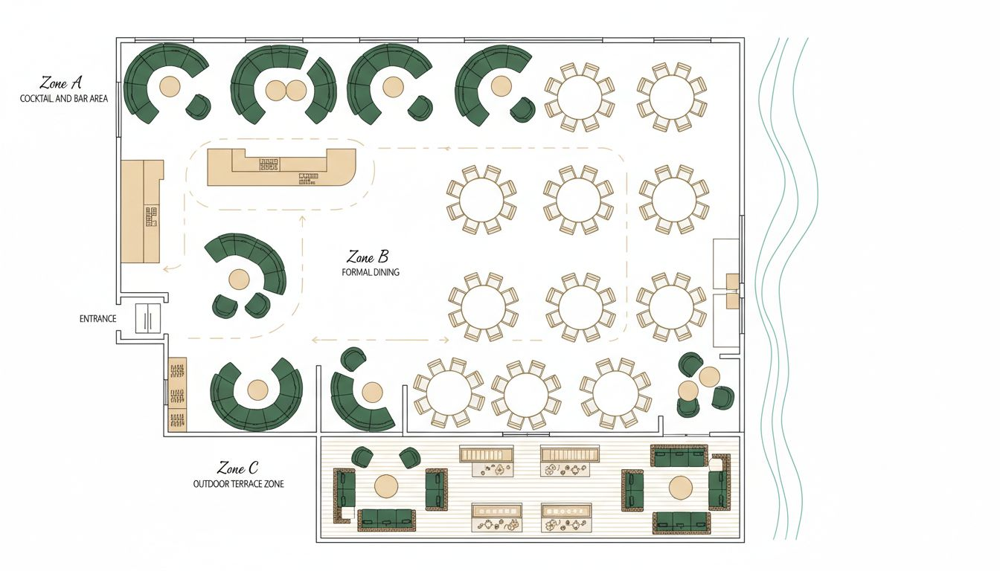 Zone A
COCKTAIL AND BAR AREA
Zone B
FORMAL DINING
ENTRANCE
Zone C
OUTDOOR TERRACE ZONE